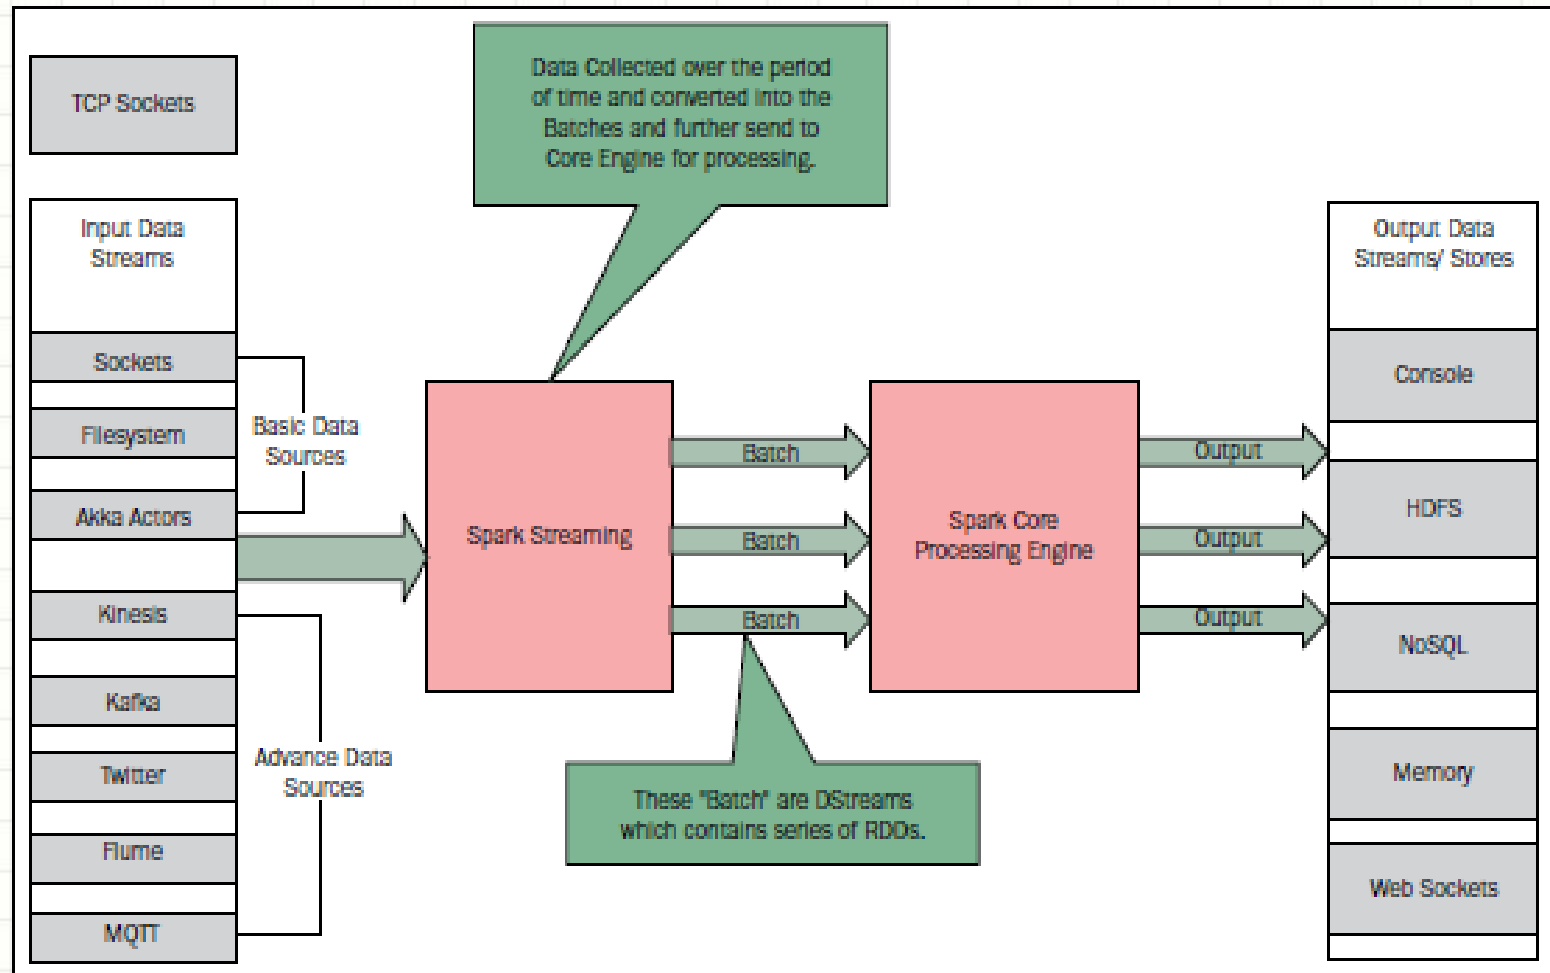 TCP Sockets
Data Collected over the period
of time and converted into the
Batches and further send to
Core Engine for processing.
Input Data
Streams
Sockets
Filesystem
Akka Actors
Basic Data
Sources
Kinesis
Kafka
Twitter
Flume
MQTT
Advance Data
Sources
Spark Streaming
Batch
Batch
Batch
These "Batch" are DStreams
which contains series of RDDs.
Spark Core
Processing Engine
Output
Output
Output
Output Data
Streams/ Stores
Console
HDFS
NoSQL
Memory
Web Sockets